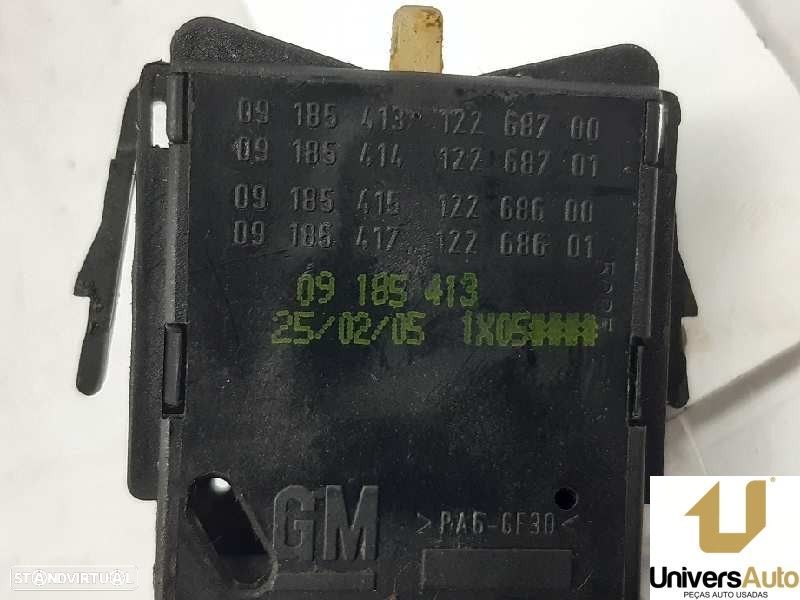 09 185 413 122 687 00
09 185 414 122 687 01
09 185 415 122 686 00
09 185 417 122 686 01
09 185 413
25/02/05 1X05####
GM
>PA6-GF30<
STANDVIRTUAL
UniversAuto
PEÇAS AUTO USADAS